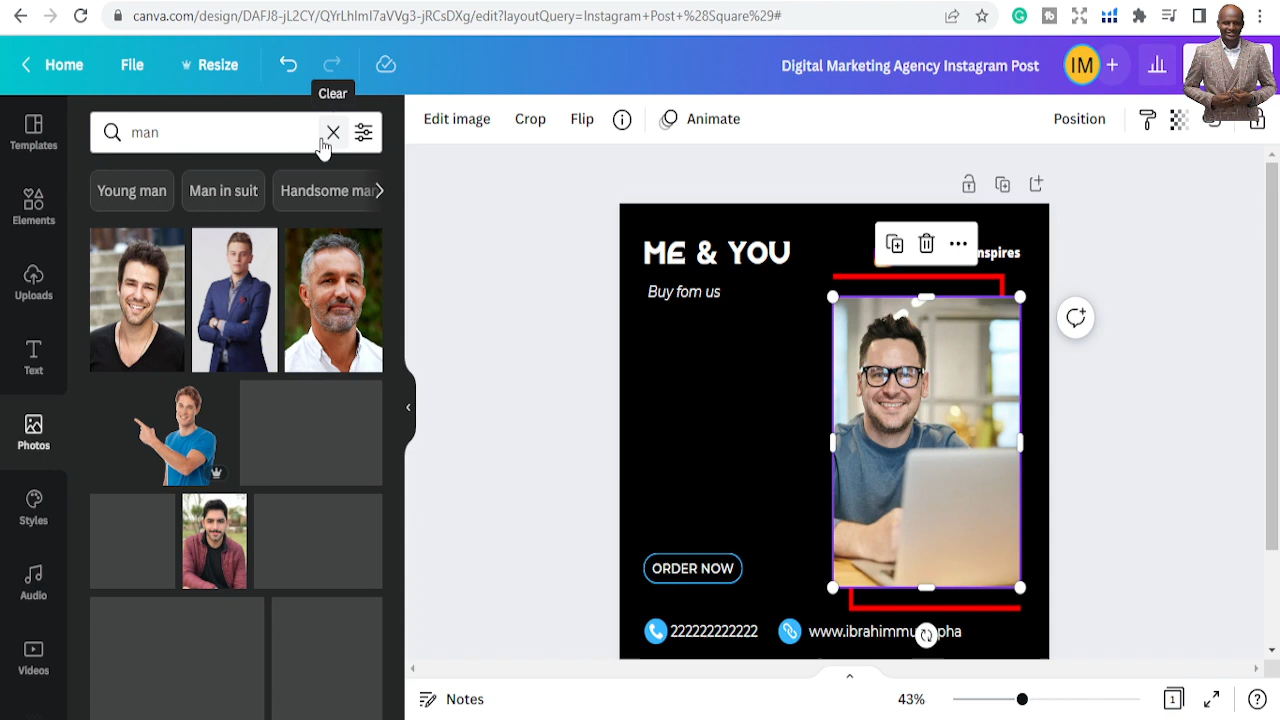 canva.com/design/DAFJ8-jL2CY/QYrLhlmI7aVVg3-jRCsDXg/edit?layoutQuery=Instagram+Post+%28Square%29#
Home
File
Resize
Digital Marketing Agency Instagram Post
IM
Clear
man
Edit image
Crop
Flip
Animate
Position
Templates
Elements
Uploads
Text
Photos
Styles
Audio
Videos
Young man
Man in suit
Handsome man
ME & YOU
nspires
Buy fom us
ORDER NOW
222222222222
www.ibrahimmu pha
Notes
43%
1